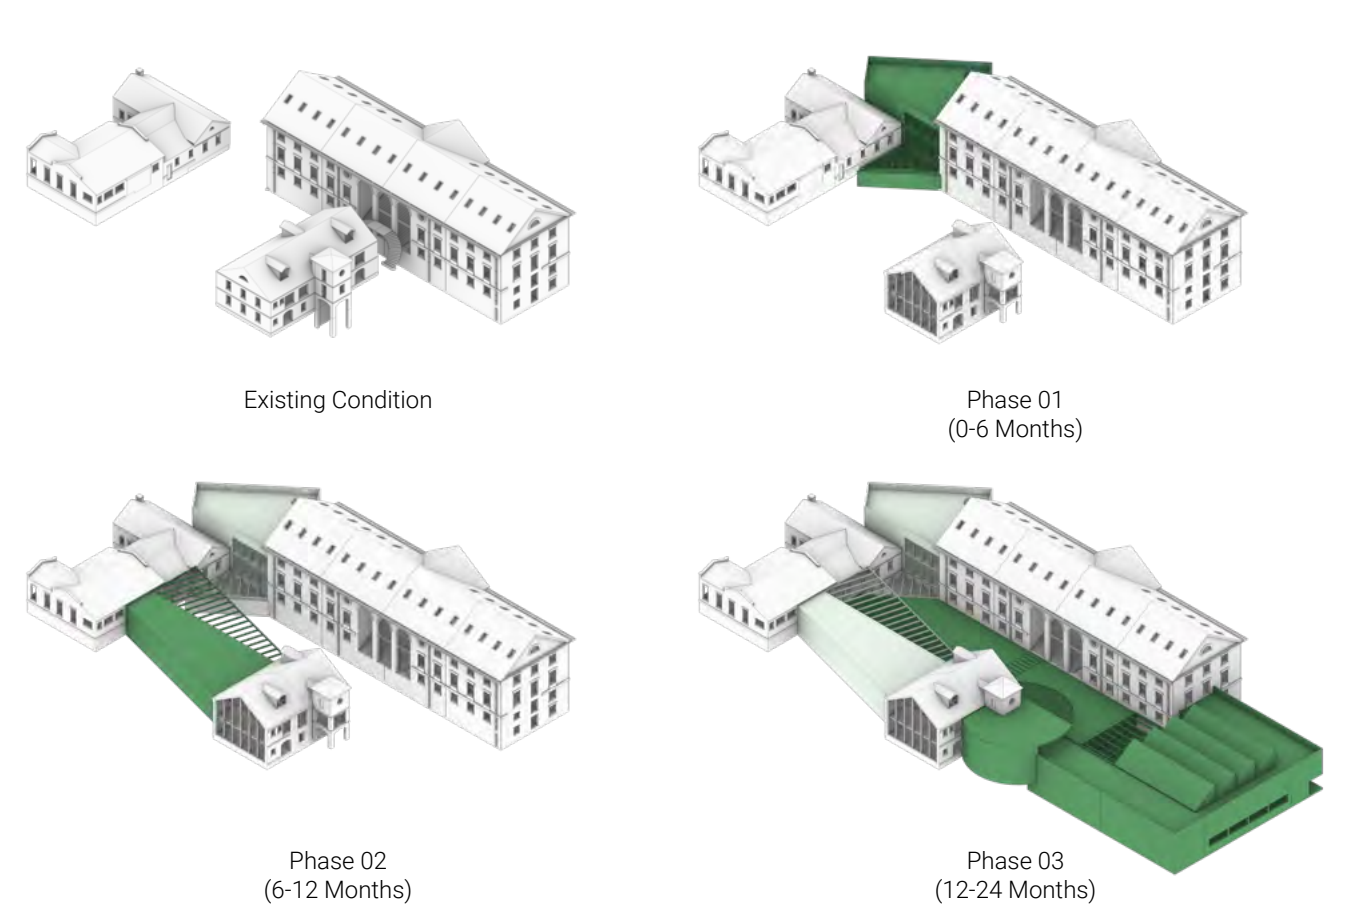 Existing Condition
Phase 01
(0-6 Months)
Phase 02
(6-12 Months)
Phase 03
(12-24 Months)